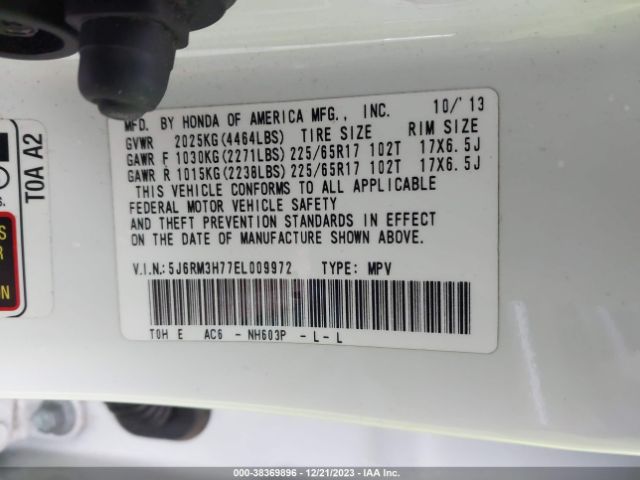 MFD. BY HONDA OF AMERICA MFG., INC. 10/'13
GVWR 2025KG(4464LBS) TIRE SIZE RIM SIZE
GAWR F 1030KG(2271LBS) 225/65R17 102T 17X6.5J
GAWR R 1015KG(2238LBS) 225/65R17 102T 17X6.5J
THIS VEHICLE CONFORMS TO ALL APPLICABLE
FEDERAL MOTOR VEHICLE SAFETY
AND THEFT PREVENTION STANDARDS IN EFFECT
ON THE DATE OF MANUFACTURE SHOWN ABOVE.
V.I.N.: 5J6RM3H77EL009972 TYPE: MPV
T0H E AC6 - NH603P - L - L
T0A A2
S.
S
R
ON
100-38369896 • 12/21/2023 • IAA Inc.